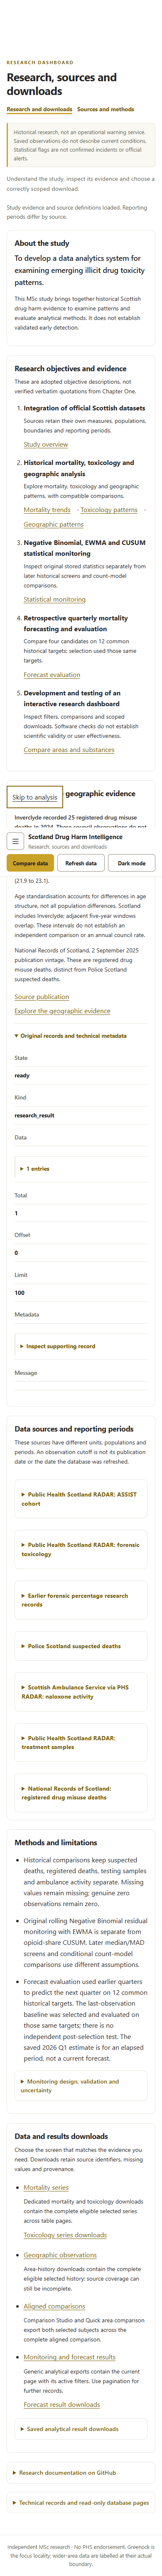 RESEARCH DASHBOARD
Research, sources and
downloads
Research and downloads Sources and methods
Historical research, not an operational warning service.
Saved observations do not describe current conditions.
Statistical flags are not confirmed incidents or official
alerts.
Understand the study, inspect its evidence and choose a
correctly scoped download.
Study evidence and source definitions loaded. Reporting
periods differ by source.
About the study
To develop a data analytics system for
examining emerging illicit drug toxicity
patterns.
This MSc study brings together historical Scottish
drug harm evidence to examine patterns and
evaluate analytical methods. It does not establish
validated early detection.
Research objectives and evidence
These are adopted objective descriptions, not
verified verbatim quotations from Chapter One.
1. Integration of official Scottish datasets
Sources retain their own measures, populations,
boundaries and reporting periods.
Study overview
2. Historical mortality, toxicology and
geographic analysis
Explore mortality, toxicology and geographic
patterns, with compatible comparisons.
Mortality trends · Toxicology patterns ·
Geographic patterns
3. Negative Binomial, EWMA and CUSUM
statistical monitoring
Inspect original stored statistics separately from
later historical screens and count-model
comparisons.
Statistical monitoring
4. Retrospective quarterly mortality
forecasting and evaluation
Compare four candidates on 12 common
historical targets; selection used those same
targets.
Forecast evaluation
5. Development and testing of an
interactive research dashboard
Inspect filters, comparisons and scoped
downloads. Software checks do not establish
scientific validity or user effectiveness.
Compare areas and substances
Skip to analysis
geographic evidence
Inverclyde recorded 25 registered drug misuse
Scotland Drug Harm Intelligence
Research, sources and downloads
Compare data Refresh data Dark mode
(21.9 to 23.1).
Age standardisation accounts for differences in age
structure, not all population differences. Scotland
includes Inverclyde; adjacent five-year windows
overlap. These intervals do not establish an
independent comparison or an annual council rate.
National Records of Scotland, 2 September 2025
publication vintage. These are registered drug
misuse deaths, distinct from Police Scotland
suspected deaths.
Source publication
Explore the geographic evidence
▼ Original records and technical metadata
State
ready
Kind
research_result
Data
▶ 1 entries
Total
1
Offset
0
Limit
100
Metadata
▶ Inspect supporting record
Message
Data sources and reporting periods
These sources have different units, populations and
periods. An observation cutoff is not its publication
date or the date the database was refreshed.
▶ Public Health Scotland RADAR: ASSIST
cohort
▶ Public Health Scotland RADAR: forensic
toxicology
▶ Earlier forensic percentage research
records
▶ Police Scotland suspected deaths
▶ Scottish Ambulance Service via PHS
RADAR: naloxone activity
▶ Public Health Scotland RADAR:
treatment samples
▶ National Records of Scotland:
registered drug misuse deaths
Methods and limitations
• Historical comparisons keep suspected
deaths, registered deaths, testing samples
and ambulance activity separate. Missing
values remain missing; genuine zero
observations remain zero.
• Original rolling Negative Binomial residual
monitoring with EWMA is separate from
opioid-share CUSUM. Later median/MAD
screens and conditional count-model
comparisons use different assumptions.
• Forecast evaluation used earlier quarters
to predict the next quarter on 12 common
historical targets. The last-observation
baseline was selected and evaluated on
those same targets; there is no
independent post-selection test. The
saved 2026 Q1 estimate is for an elapsed
period, not a current forecast.
▶ Monitoring design, validation and
uncertainty
Data and results downloads
Choose the screen that matches the evidence you
need. Downloads retain source identifiers, missing
values and provenance.
• Mortality series
Dedicated mortality and toxicology downloads
contain the complete eligible selected series
across table pages.
Toxicology series downloads
• Geographic observations
Area-history downloads contain the complete
eligible selected history; source coverage can
still be incomplete.
• Aligned comparisons
Comparison Studio and Quick area comparison
export both selected subjects across the
complete aligned comparison.
• Monitoring and forecast results
Generic analytical exports contain the current
page with its active filters. Use pagination for
further records.
Forecast result downloads
▶ Saved analytical result downloads
▶ Research documentation on GitHub
▶ Technical records and read-only database pages
Independent MSc research · No PHS endorsement. Greenock is
the focus locality; wider-area data are labelled at their actual
boundary.